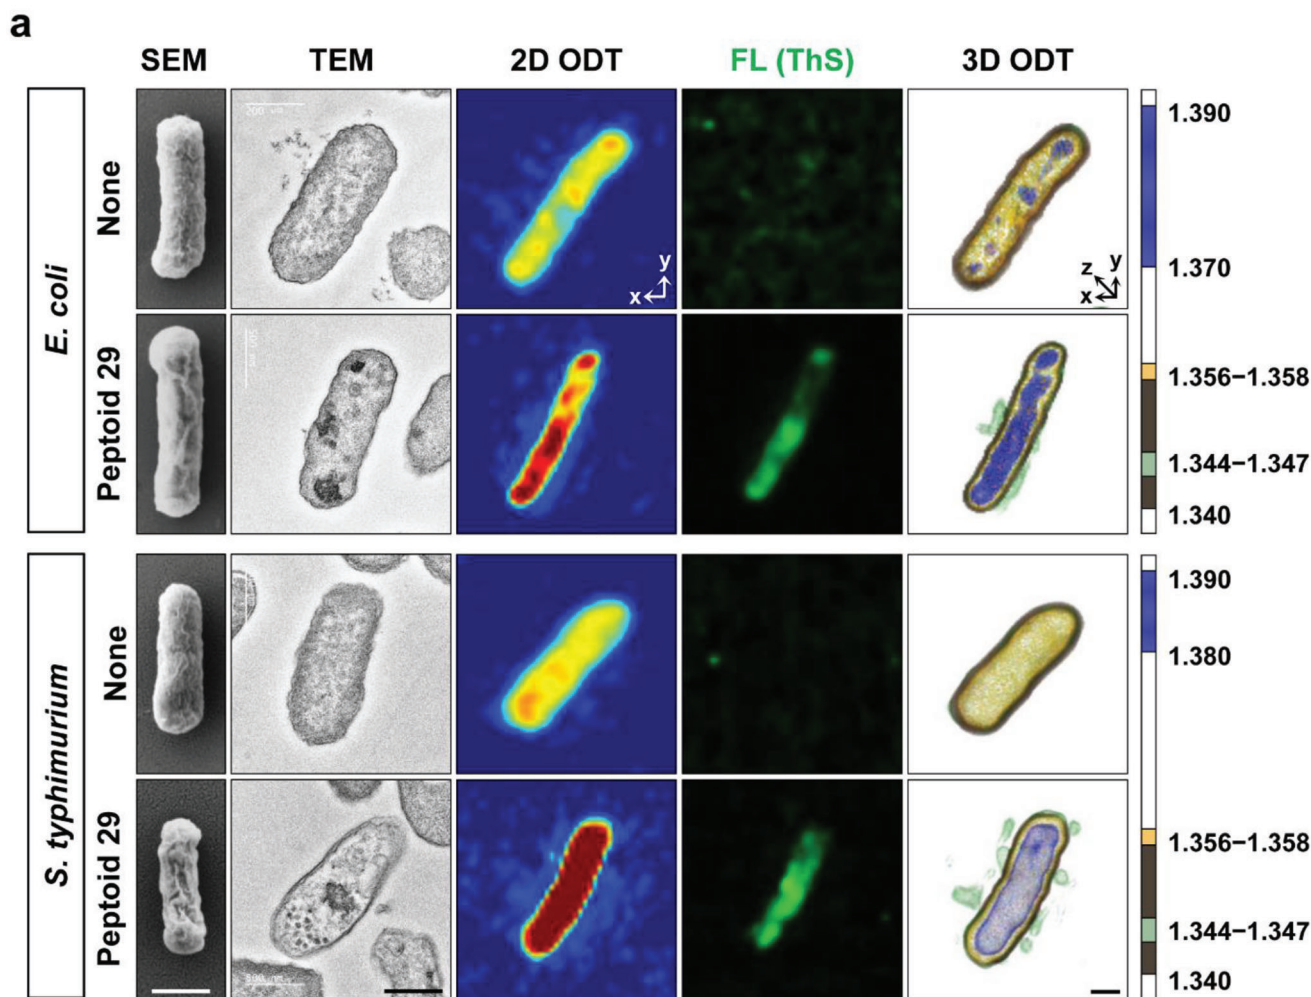 a
SEM TEM 2D ODT FL (ThS) 3D ODT
E. coli
None
200 nm
y
x
z y
x
1.390
1.370
1.356–1.358
1.344–1.347
1.340
Peptoid 29
S. typhimurium
None
1.390
1.380
1.356–1.358
1.344–1.347
1.340
Peptoid 29